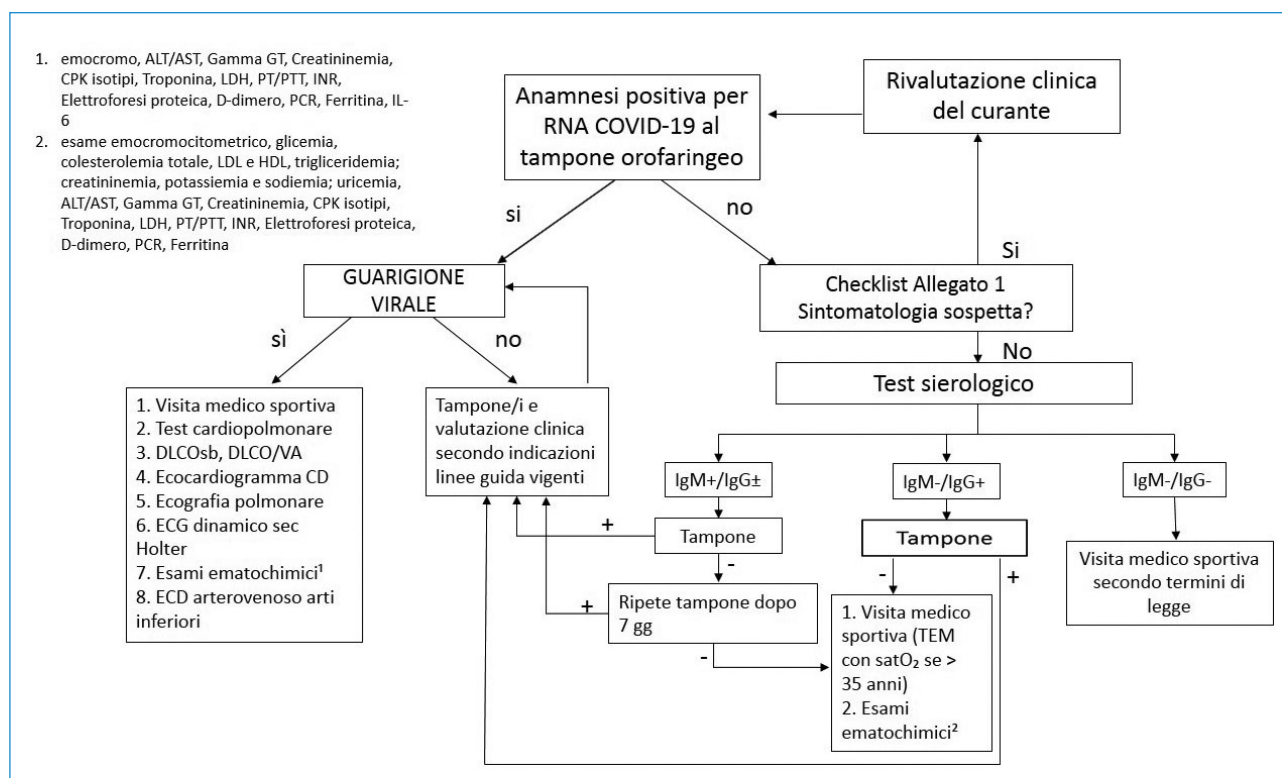 1. emocromo, ALT/AST, Gamma GT, Creatininemia,
CPK isotipi, Troponina, LDH, PT/PTT, INR,
Elettroforesi proteica, D-dimero, PCR, Ferritina, IL-
6
2. esame emocromocitometrico, glicemia,
colesterolemia totale, LDL e HDL, trigliceridemia;
creatininemia, potassiemia e sodiemia; uricemia,
ALT/AST, Gamma GT, Creatininemia, CPK isotipi,
Troponina, LDH, PT/PTT, INR, Elettroforesi proteica,
D-dimero, PCR, Ferritina
Anamnesi positiva per
RNA COVID-19 al
tampone orofaringeo
Rivalutazione clinica
del curante
si
no
Si
GUARIGIONE
VIRALE
Checklist Allegato 1
Sintomatologia sospetta?
sì
no
No
Test sierologico
1. Visita medico sportiva
2. Test cardiopolmonare
3. DLCOsb, DLCO/VA
4. Ecocardiogramma CD
5. Ecografia polmonare
6. ECG dinamico sec
Holter
7. Esami ematochimici¹
8. ECD arterovenoso arti
inferiori
Tampone/i e
valutazione clinica
secondo indicazioni
linee guida vigenti
IgM+/IgG±
IgM-/IgG+
IgM-/IgG-
+
Tampone
-
Tampone
-
+
Visita medico sportiva
secondo termini di
legge
+
Ripete tampone dopo
7 gg
-
1. Visita medico
sportiva (TEM
con satO₂ se >
35 anni)
2. Esami
ematochimici²